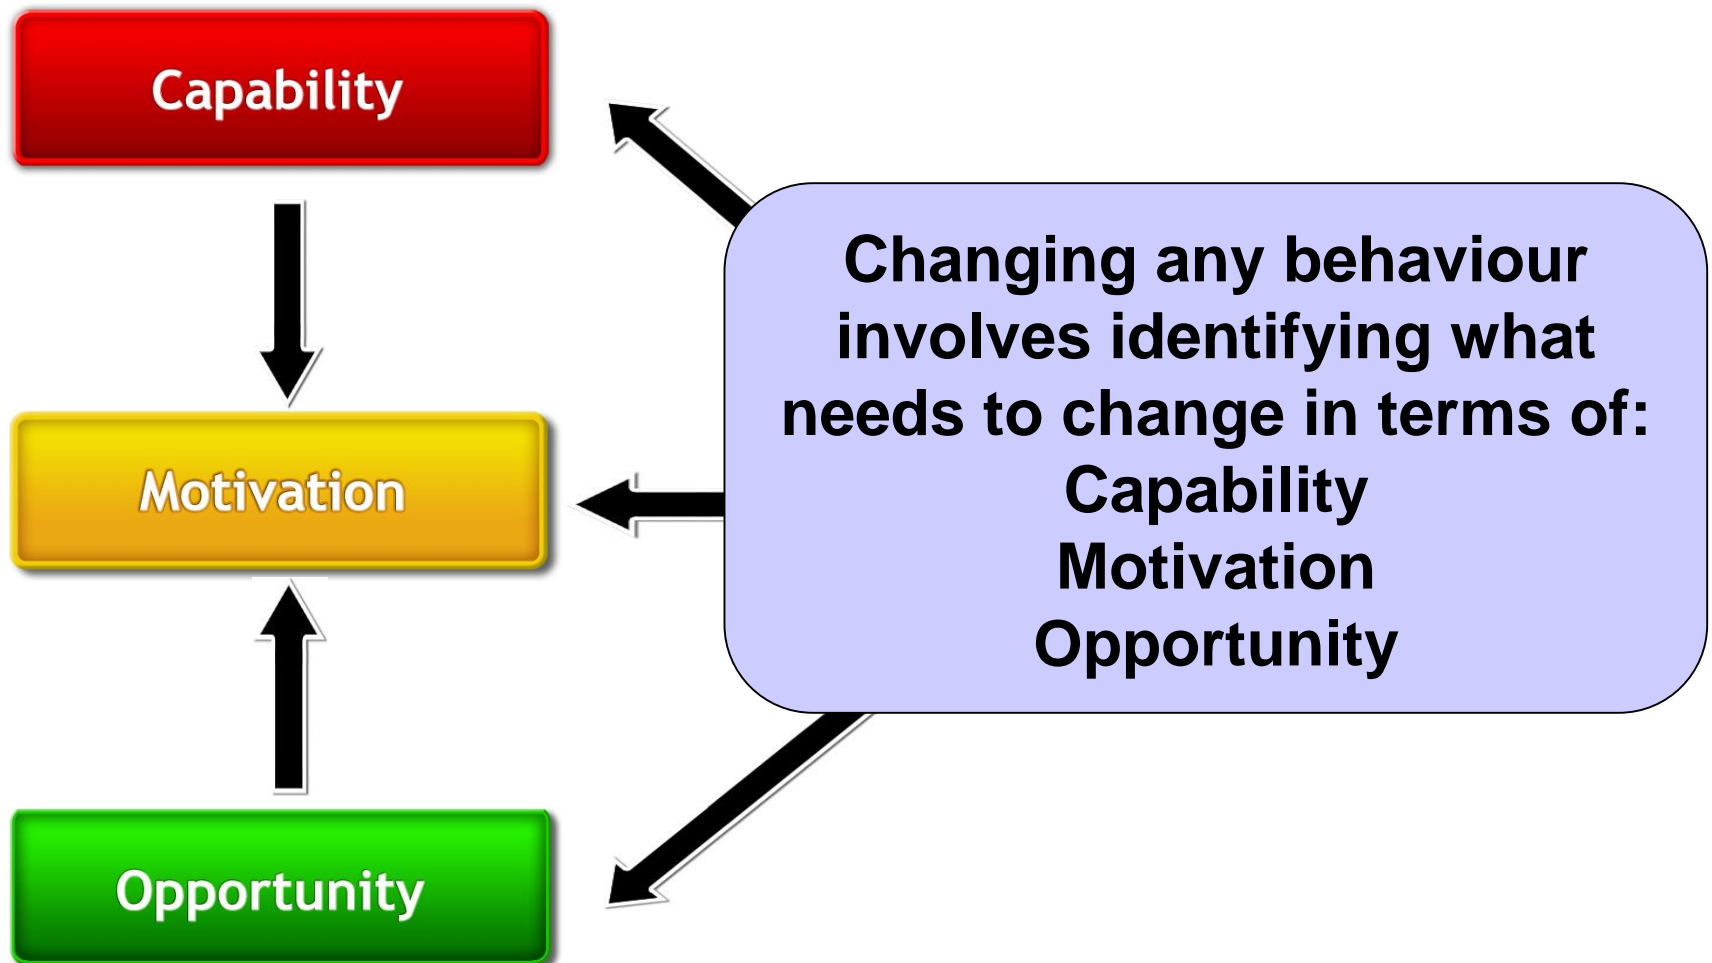 Capability
Changing any behaviour
involves identifying what
needs to change in terms of:
Capability
Motivation
Opportunity
Motivation
Opportunity